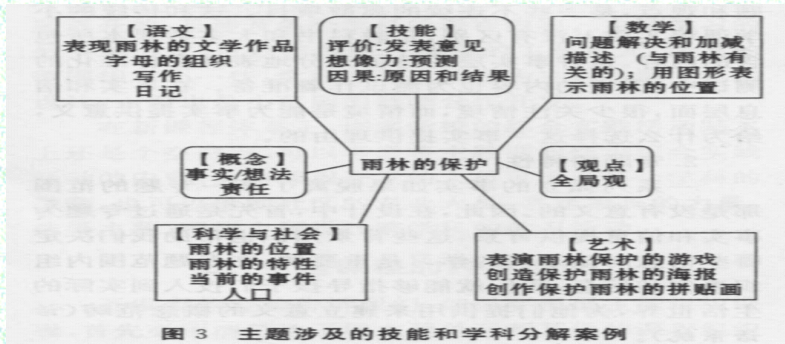 【语文】
表现雨林的文学作品
字母的组织
写作
日记
【技能】
评价:发表意见
想像力:预测
因果:原因和结果
【数学】
问题解决和加减
描述 (与雨林有
关的); 用图形表
示雨林的位置
【概念】
事实/想法
责任
雨林的保护
【观点】
全局观
【科学与社会】
雨林的位置
雨林的特性
当前的事件
人口
【艺术】
表演雨林保护的游戏
创造保护雨林的海报
创作保护雨林的拼贴画
图 3 主题涉及的技能和学科分解案例